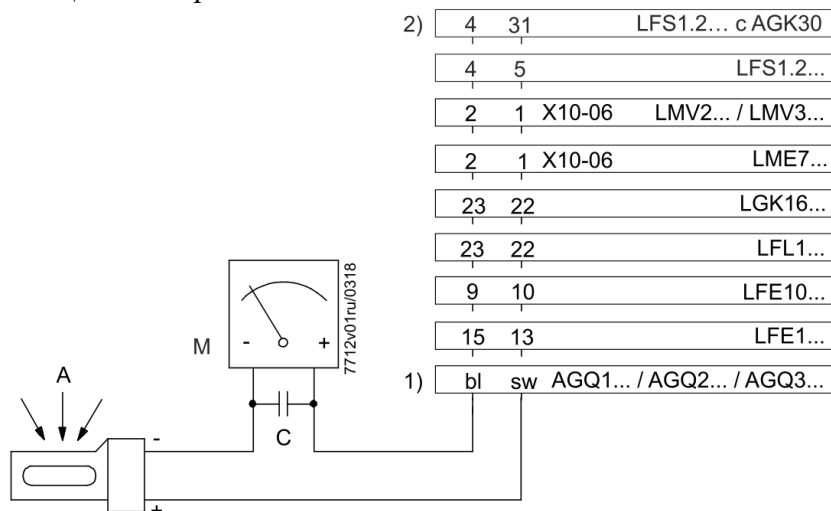 2) 4 31 LFS1.2... с AGK30
4 5 LFS1.2...
2 1 X10-06 LMV2... / LMV3...
2 1 X10-06 LME7...
23 22 LGK16...
23 22 LFL1...
9 10 LFE10...
15 13 LFE1...
1) bl sw AGQ1... / AGQ2... / AGQ3...
M - +
7712v01ru/0318
C
A
-
+